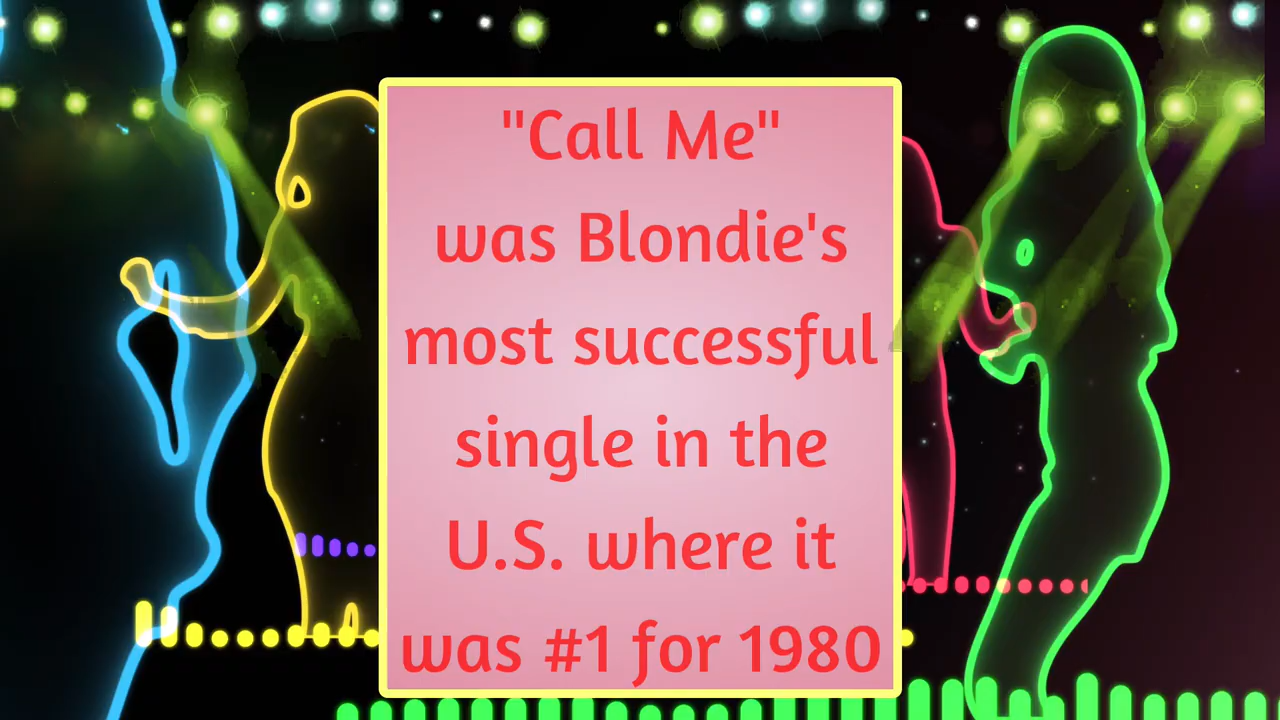 "Call Me"
was Blondie's
most successful
single in the
U.S. where it
was #1 for 1980